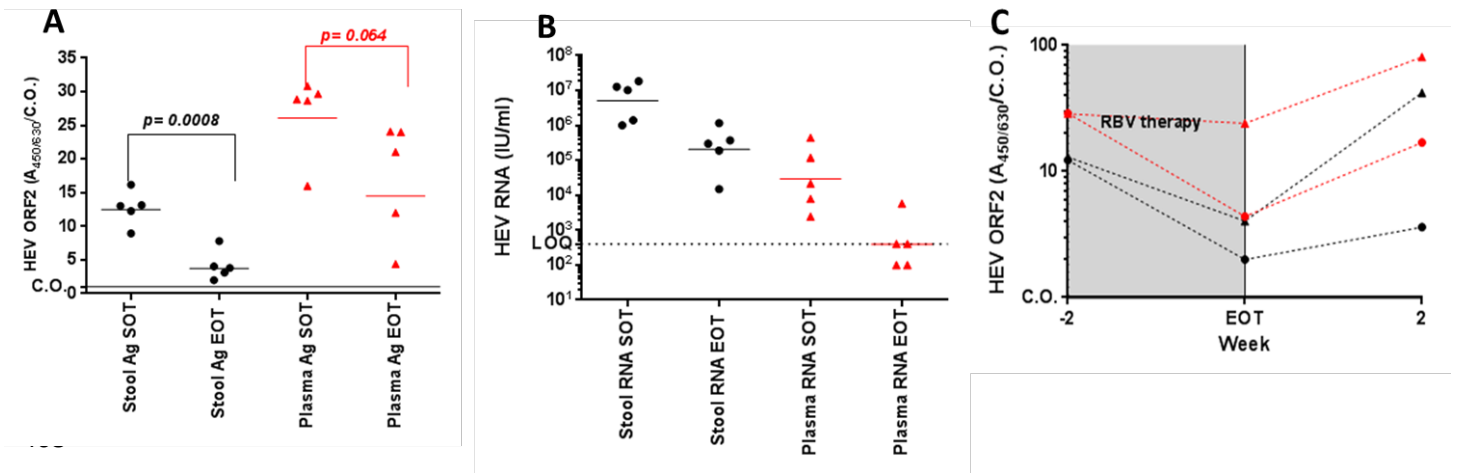 A
p= 0.0008
p= 0.064
HEV ORF2 (A450/630/C.O.)
35
30
25
20
15
10
5
0
C.O.
Stool Ag SOT
Stool Ag EOT
Plasma Ag SOT
Plasma Ag EOT
B
HEV RNA (IU/ml)
10^8
10^7
10^6
10^5
10^4
10^3
LOQ
10^2
10^1
Stool RNA SOT
Stool RNA EOT
Plasma RNA SOT
Plasma RNA EOT
C
HEV ORF2 (A450/630/C.O.)
100
10
C.O.
RBV therapy
-2
EOT
2
Week